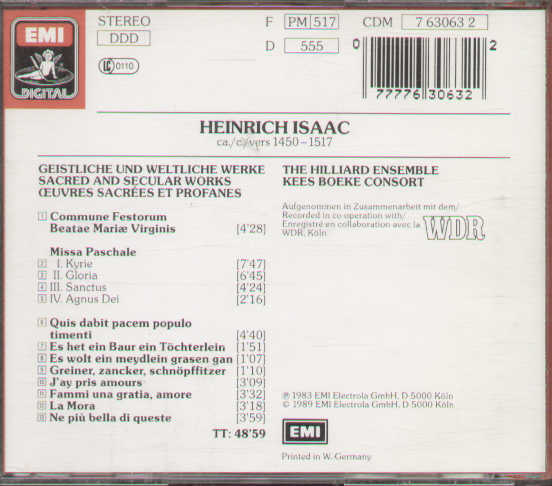 EMI
DIGITAL
STEREO
DDD
LC 0110
F PM 517 CDM 7 63063 2
D 555
0 77776 30632 2
HEINRICH ISAAC
ca./env. vers 1450–1517
GEISTLICHE UND WELTLICHE WERKE
SACRED AND SECULAR WORKS
ŒUVRES SACRÉES ET PROFANES
THE HILLIARD ENSEMBLE
KEES BOEKE CONSORT
Aufgenommen in Zusammenarbeit mit dem/
Recorded in co-operation with/
Enregistré en collaboration avec la
WDR, Köln
WDR
1 Commune Festorum
Beatae Mariæ Virginis [4'28]
Missa Paschale
2 I. Kyrie [7'47]
3 II. Gloria [6'45]
4 III. Sanctus [4'24]
5 IV. Agnus Dei [2'16]
6 Quis dabit pacem populo
timenti [4'40]
7 Es het ein Baur ein Töchterlein [1'51]
8 Es wolt ein meydlein grasen gan [1'07]
9 Greiner, zancker, schnöpffitzer [1'10]
10 J'ay pris amours [3'09]
11 Fammi una gratia, amore [3'32]
12 La Mora [3'18]
13 Ne più bella di queste [3'59]
TT: 48'59
℗ 1983 EMI Electrola GmbH, D-5000 Köln
© 1989 EMI Electrola GmbH, D-5000 Köln
EMI
Printed in W. Germany